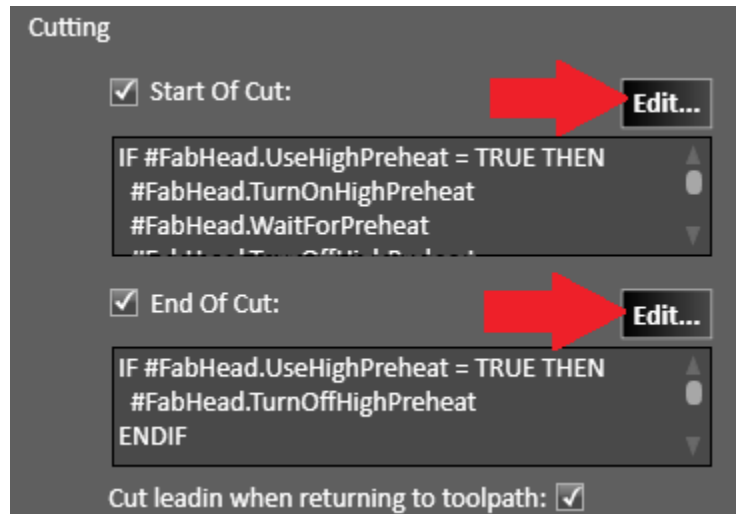 Cutting
Start Of Cut:
Edit...
IF #FabHead.UseHighPreheat = TRUE THEN
#FabHead.TurnOnHighPreheat
#FabHead.WaitForPreheat
End Of Cut:
Edit...
IF #FabHead.UseHighPreheat = TRUE THEN
#FabHead.TurnOffHighPreheat
ENDIF
Cut leadin when returning to toolpath: